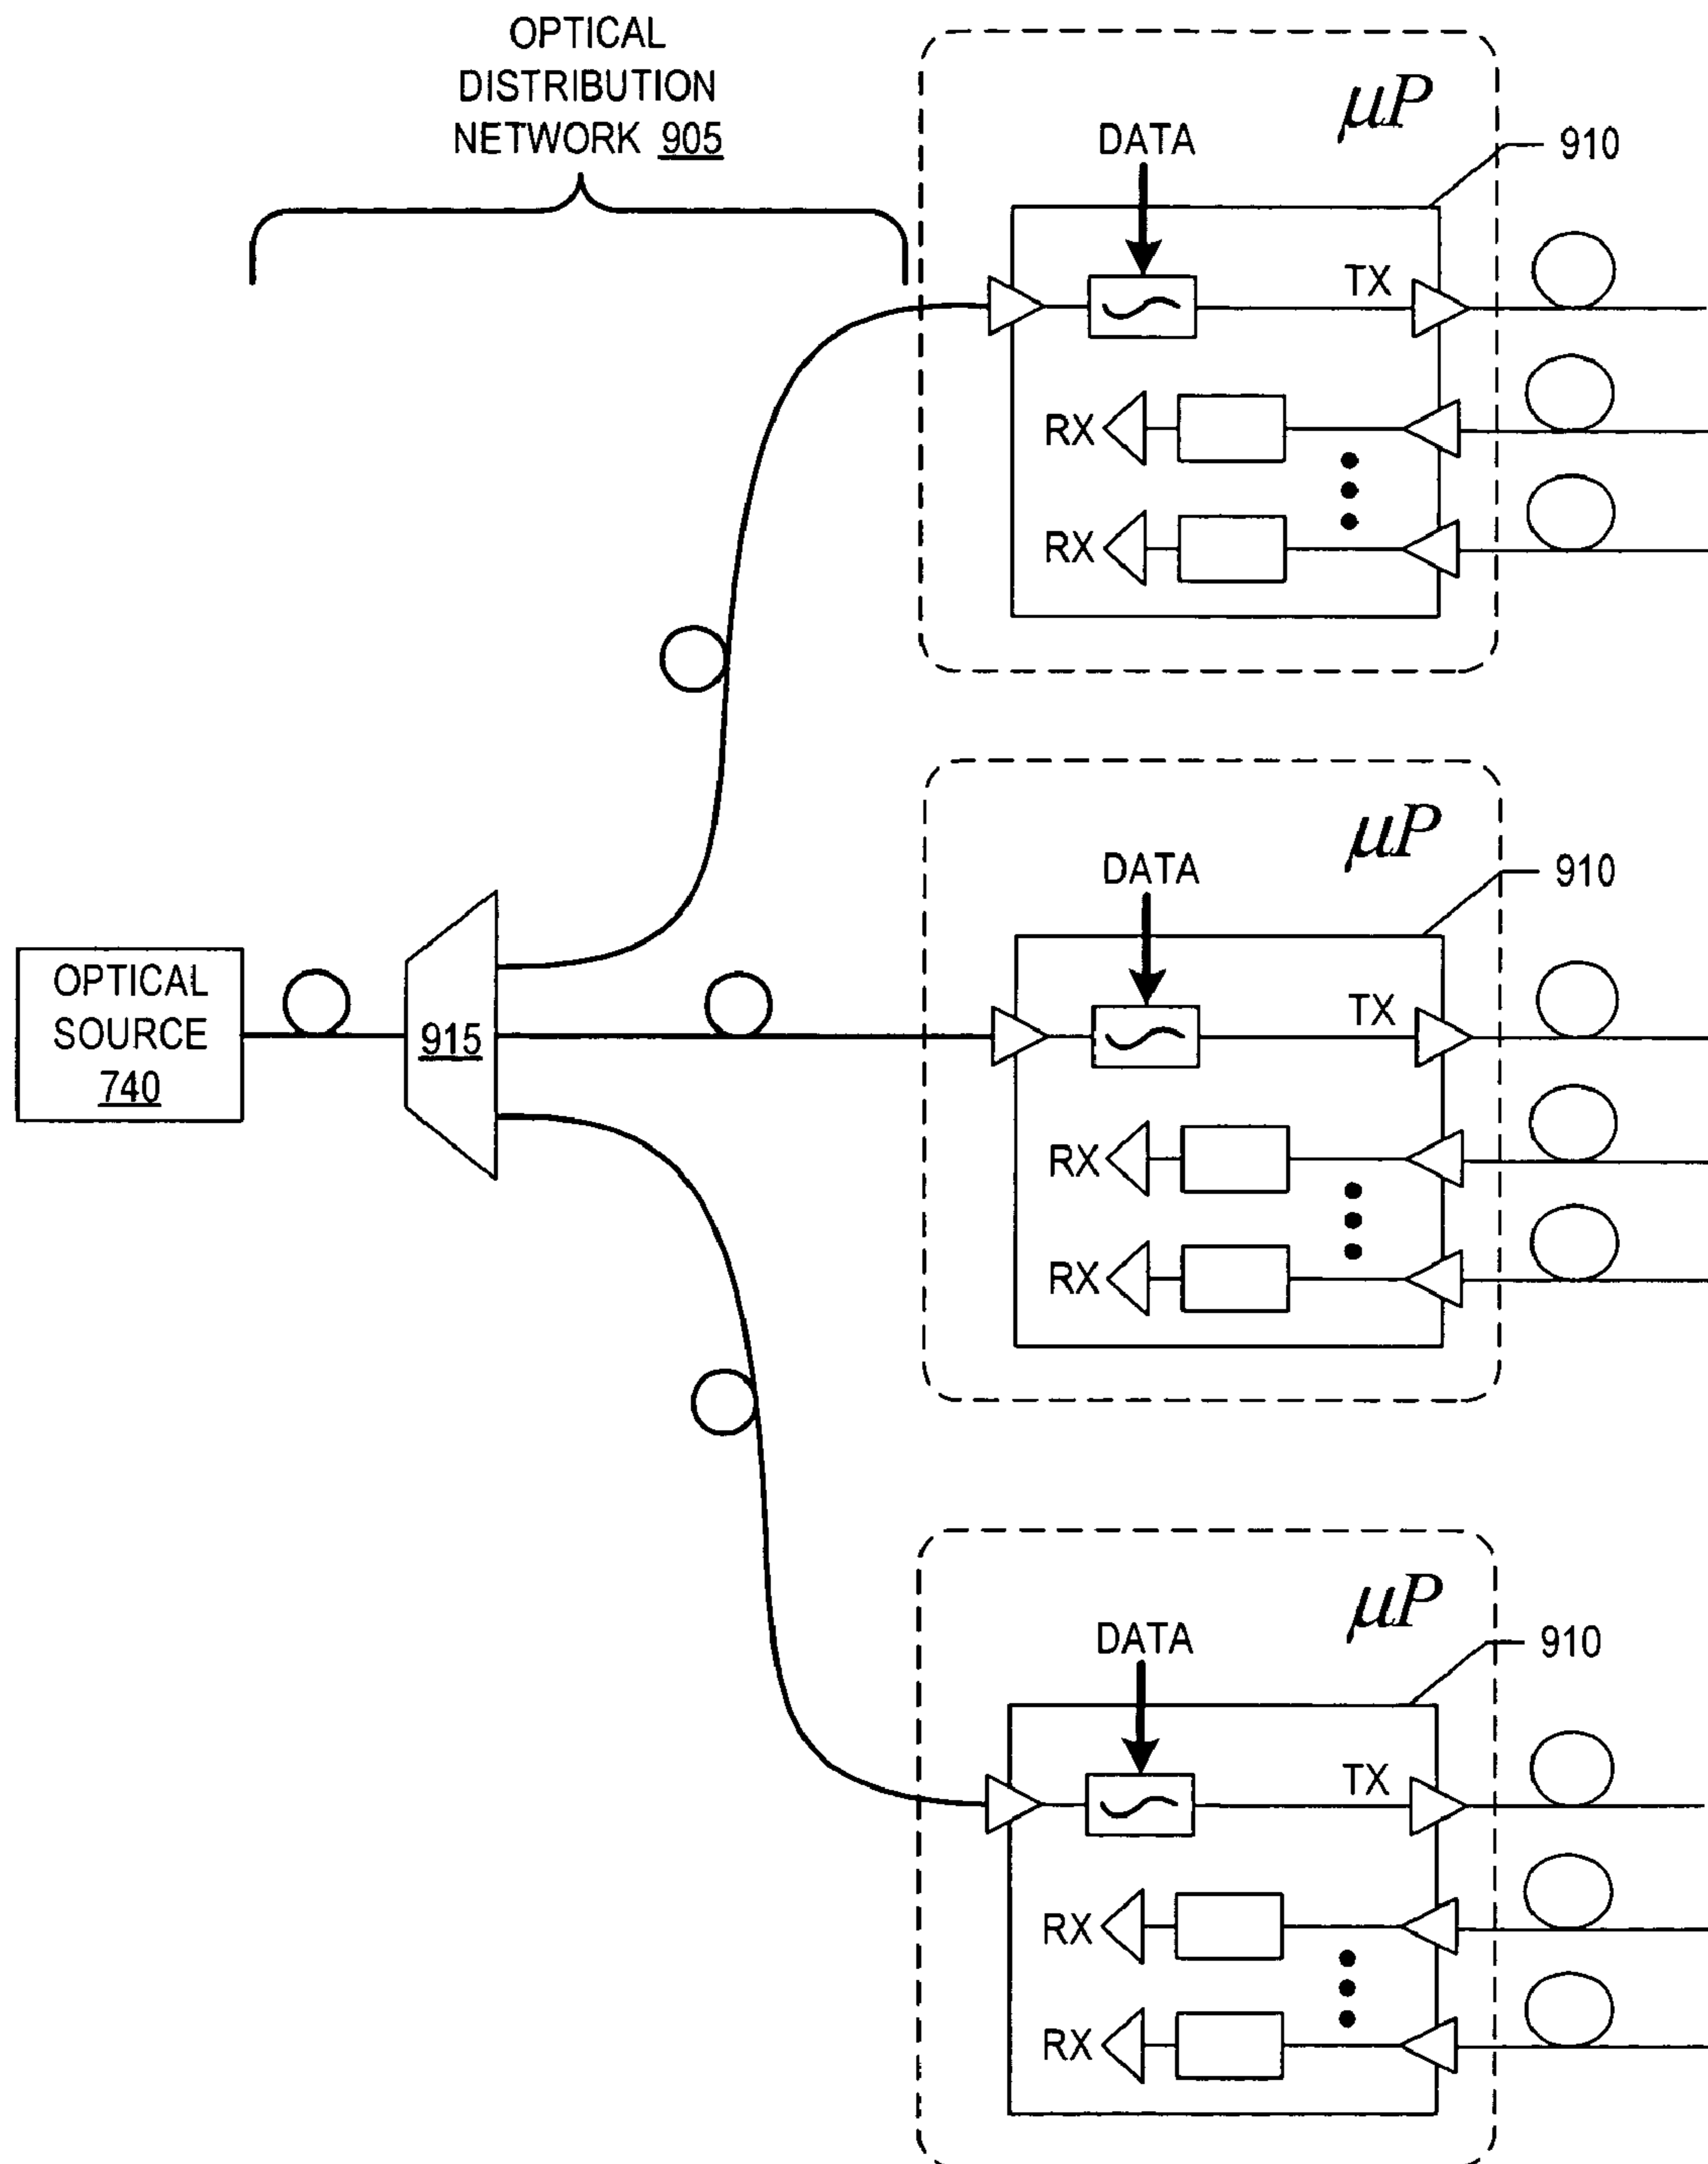 OPTICAL
DISTRIBUTION
NETWORK 905
µP
DATA
910
TX
RX
RX
µP
DATA
910
OPTICAL
SOURCE
740
915
TX
RX
RX
µP
DATA
910
TX
RX
RX